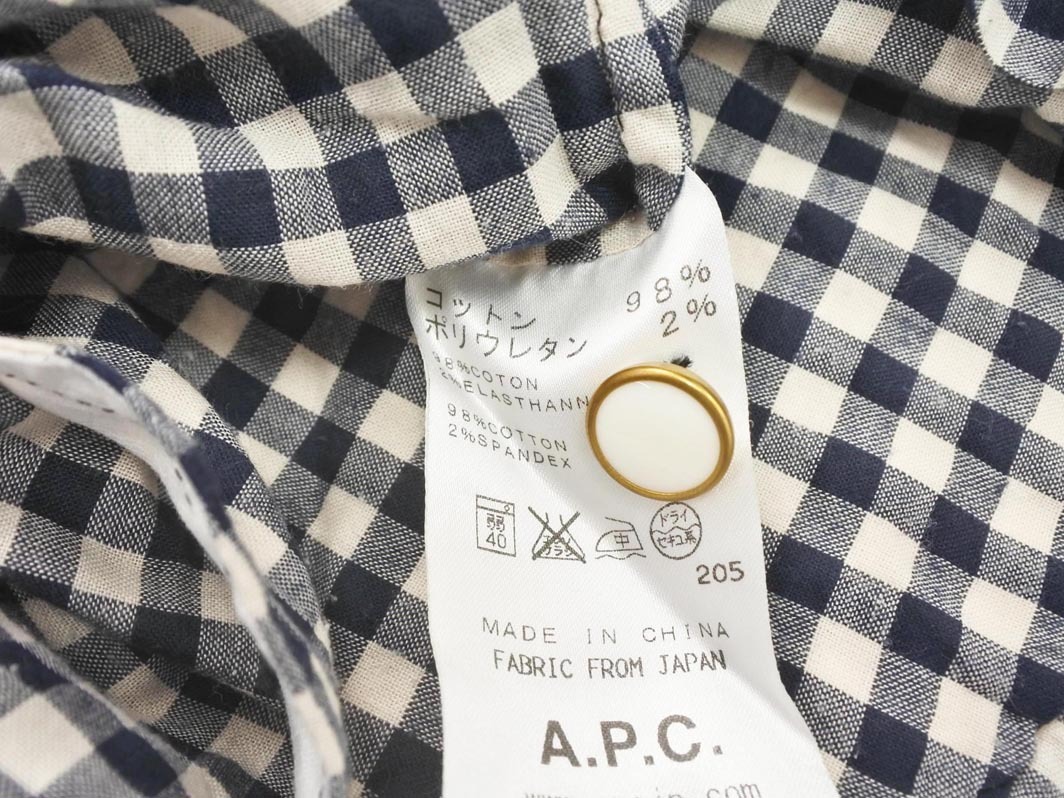 コットン 98%
ポリウレタン 2%
98%COTON
2%ELASTHANN
98%COTTON
2%SPANDEX
弱 40
中
ドライ
セキユ系
205
MADE IN CHINA
FABRIC FROM JAPAN
A.P.C.